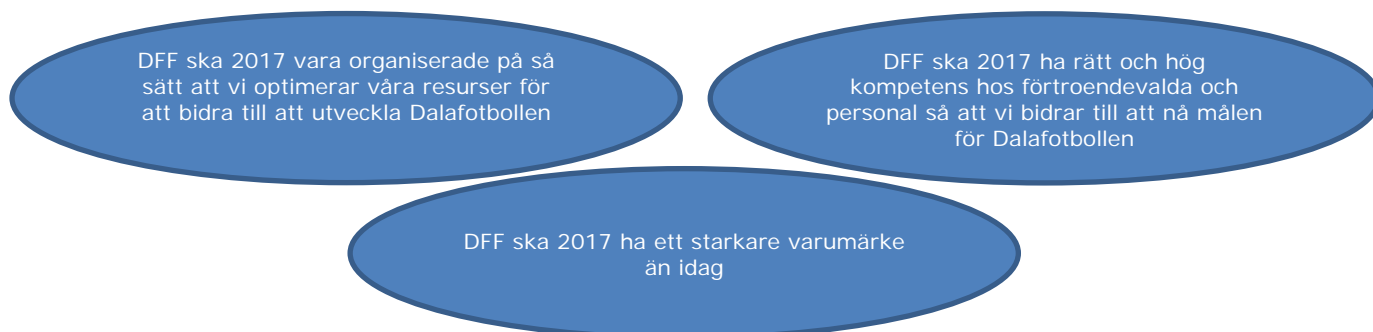 DFF ska 2017 vara organiserade på så
sätt att vi optimerar våra resurser för
att bidra till att utveckla Dalafotbollen
DFF ska 2017 ha rätt och hög
kompetens hos förtroendevalda och
personal så att vi bidrar till att nå målen
för Dalafotbollen
DFF ska 2017 ha ett starkare varumärke
än idag